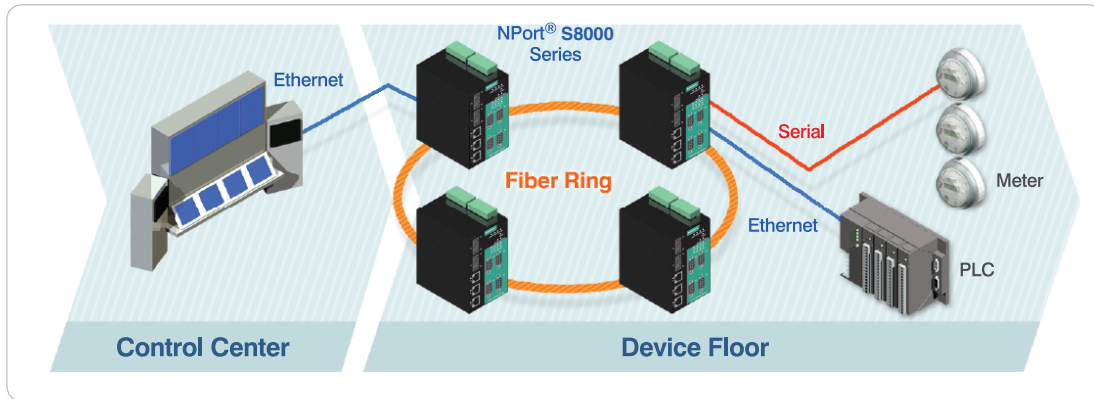 NPort® S8000
Series
Ethernet
Serial
Fiber Ring
Meter
Ethernet
PLC
Control Center
Device Floor